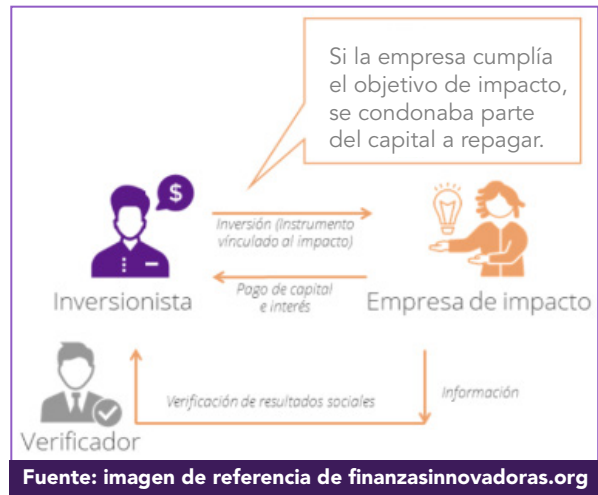 Si la empresa cumplía
el objetivo de impacto,
se condonaba parte
del capital a repagar.
$
Inversión (Instrumento
vinculado al impacto)
Pago de capital
e interés
Inversionista
Empresa de impacto
Verificación de resultados sociales
Información
Verificador
Fuente: imagen de referencia de finanzasinnovadoras.org